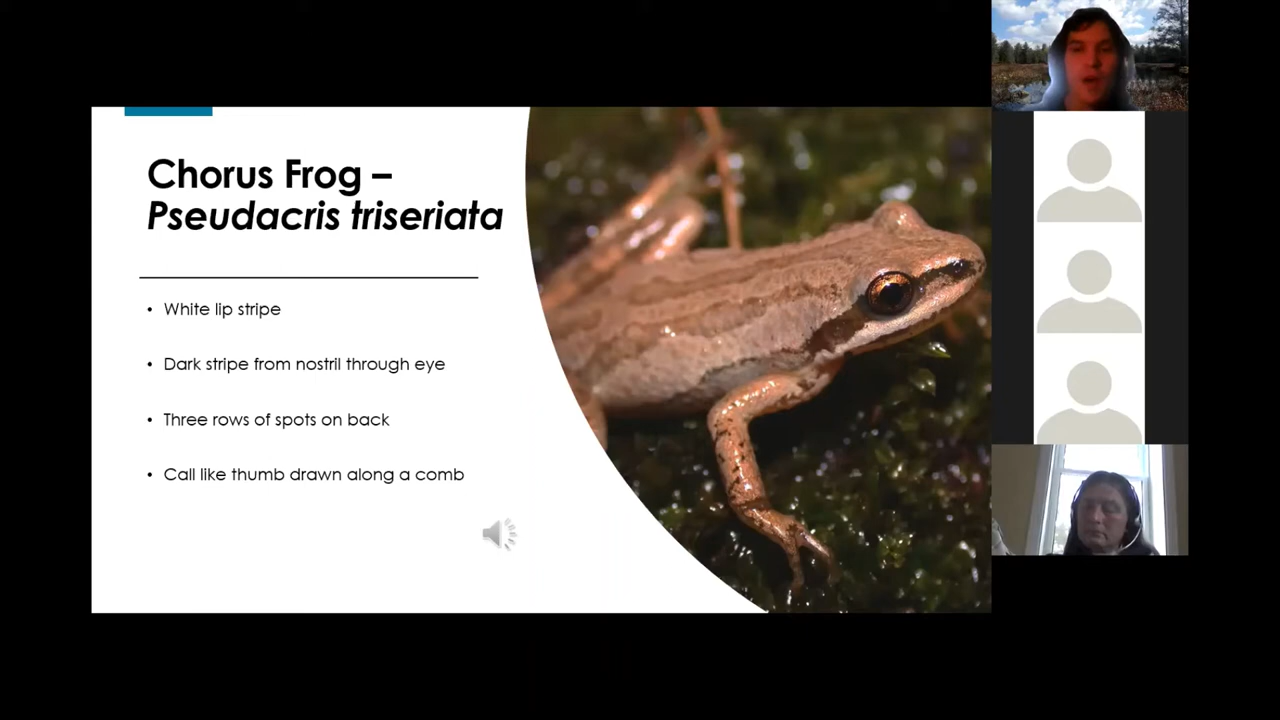 Chorus Frog –
Pseudacris triseriata
• White lip stripe
• Dark stripe from nostril through eye
• Three rows of spots on back
• Call like thumb drawn along a comb